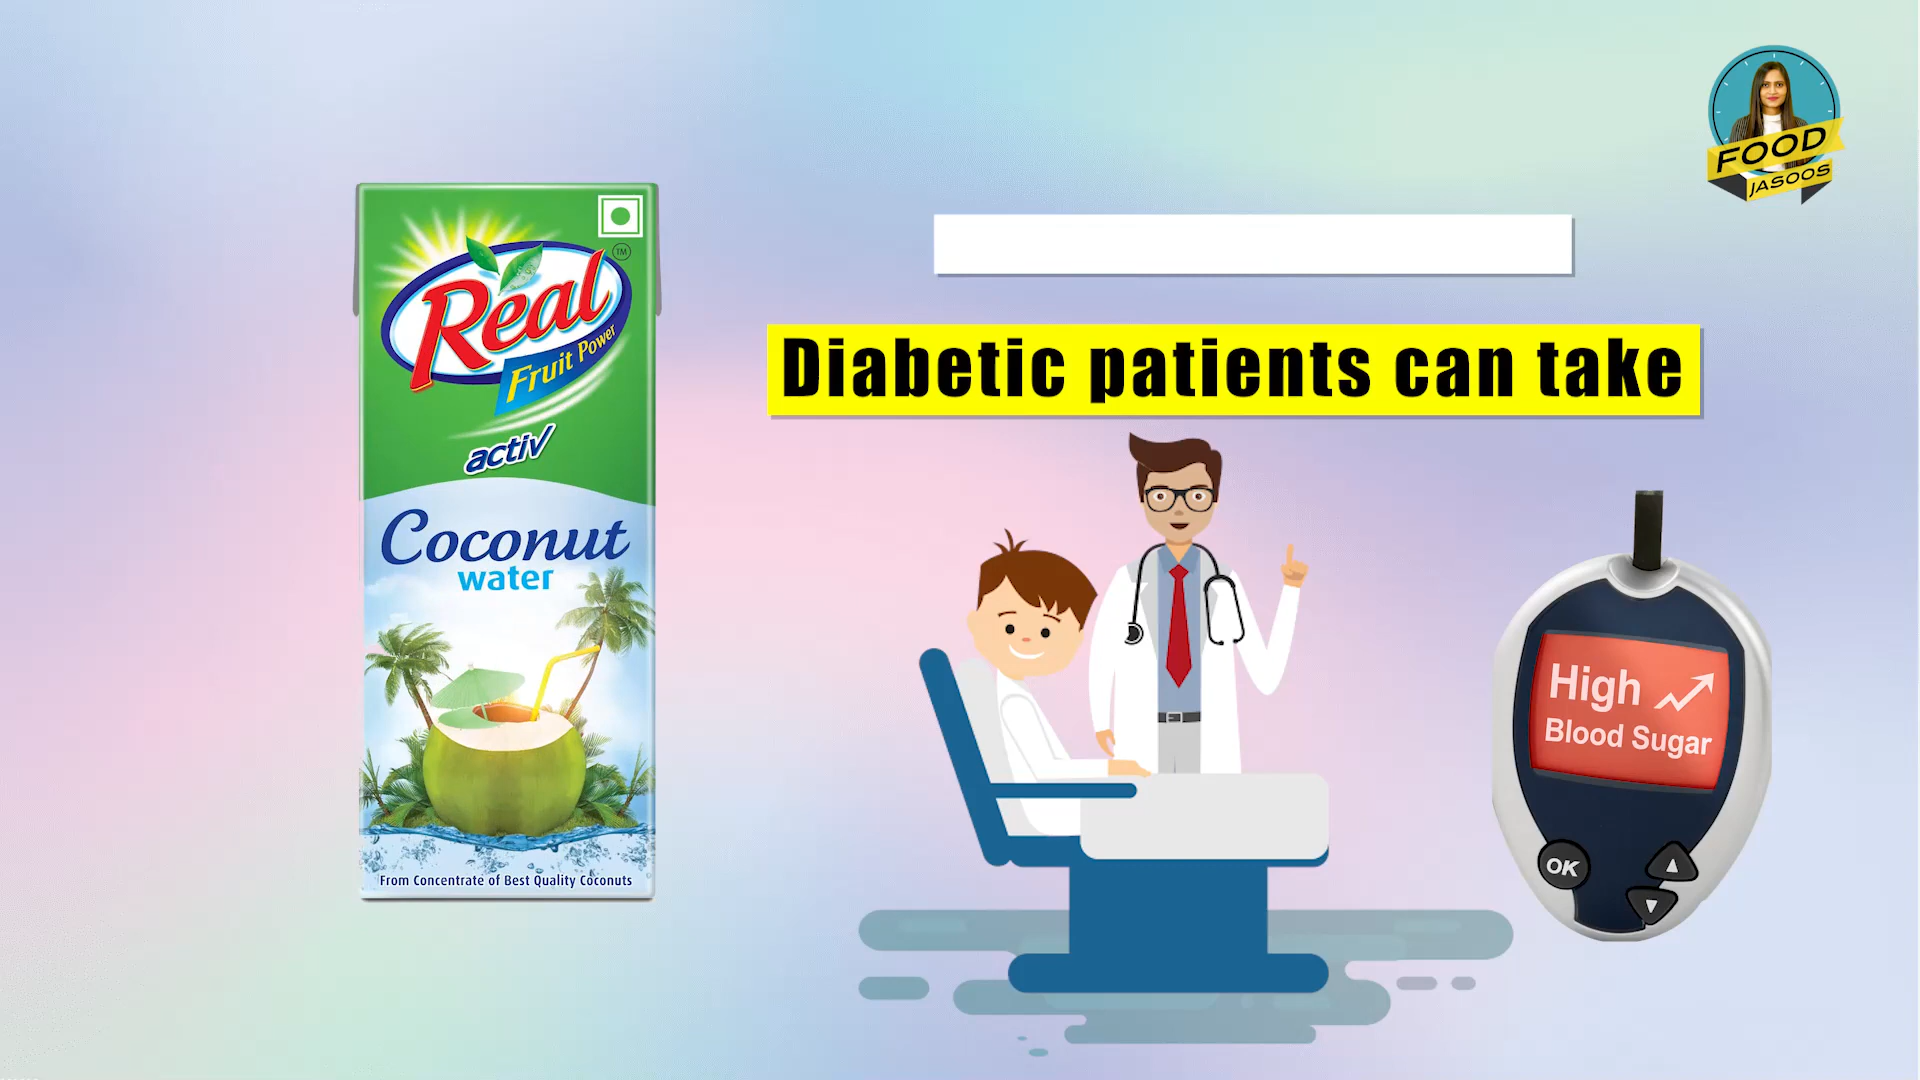 FOOD
JASOOS
Real
TM
Fruit Power
activ
Coconut
water
From Concentrate of Best Quality Coconuts
Diabetic patients can take
High
Blood Sugar
OK